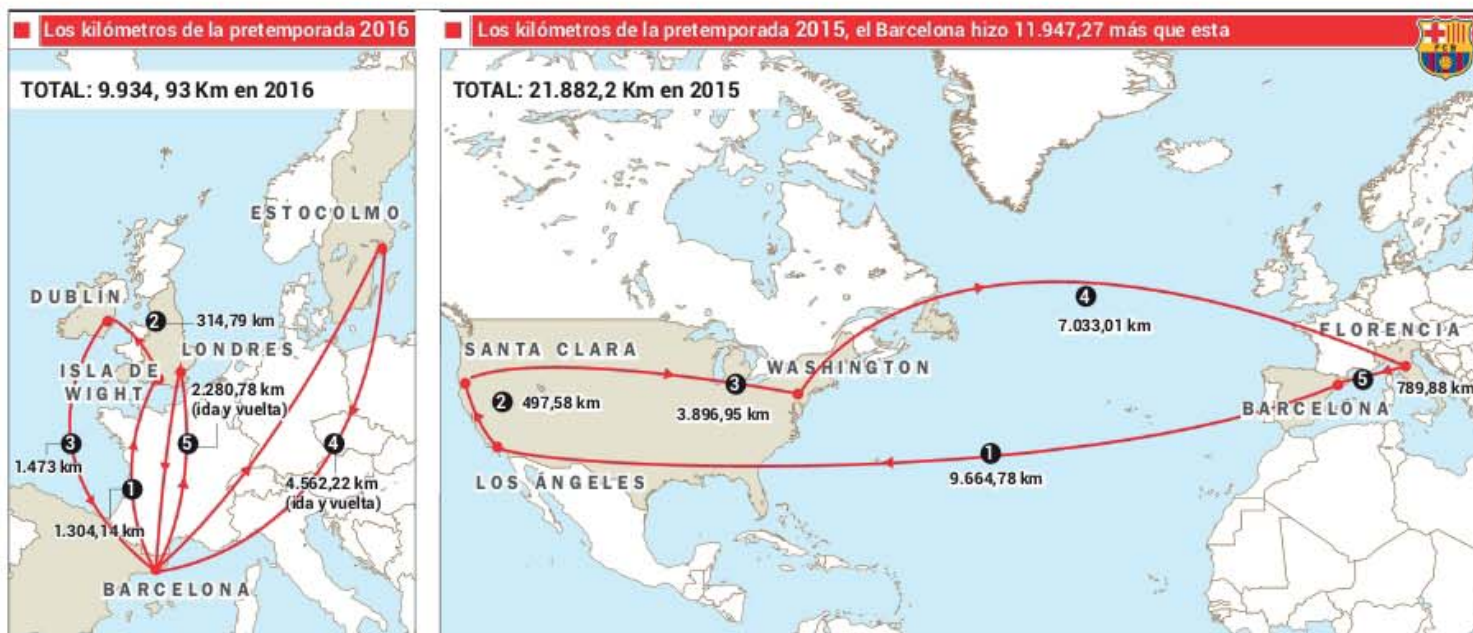 Los kilómetros de la pretemporada 2016
TOTAL: 9.934, 93 Km en 2016
ESTOCOLMO
DUBLÍN
2
314,79 km
LONDRES
ISLA DE
WIGHT
2.280,78 km
(ida y vuelta)
3
5
4
1.473 km
4.562,22 km
(ida y vuelta)
1
1.304,14 km
BARCELONA
Los kilómetros de la pretemporada 2015, el Barcelona hizo 11.947,27 más que esta
FCB
TOTAL: 21.882,2 Km en 2015
4
7.033,01 km
FLORENCIA
SANTA CLARA
WASHINGTON
3
5
2 497,58 km
3.896,95 km
789,88 km
BARCELONA
1
LOS ÁNGELES
9.664,78 km